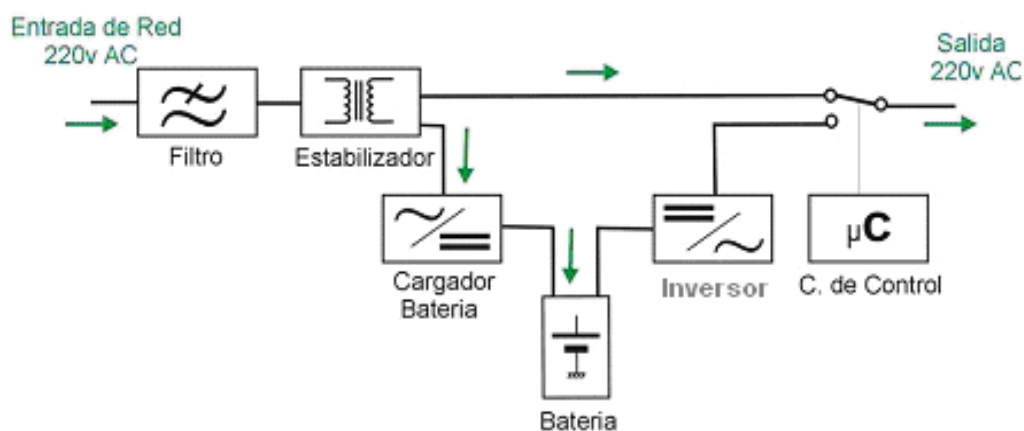 Entrada de Red
220v AC
Salida
220v AC
Filtro
Estabilizador
Cargador
Bateria
Inversor
µC
C. de Control
Bateria